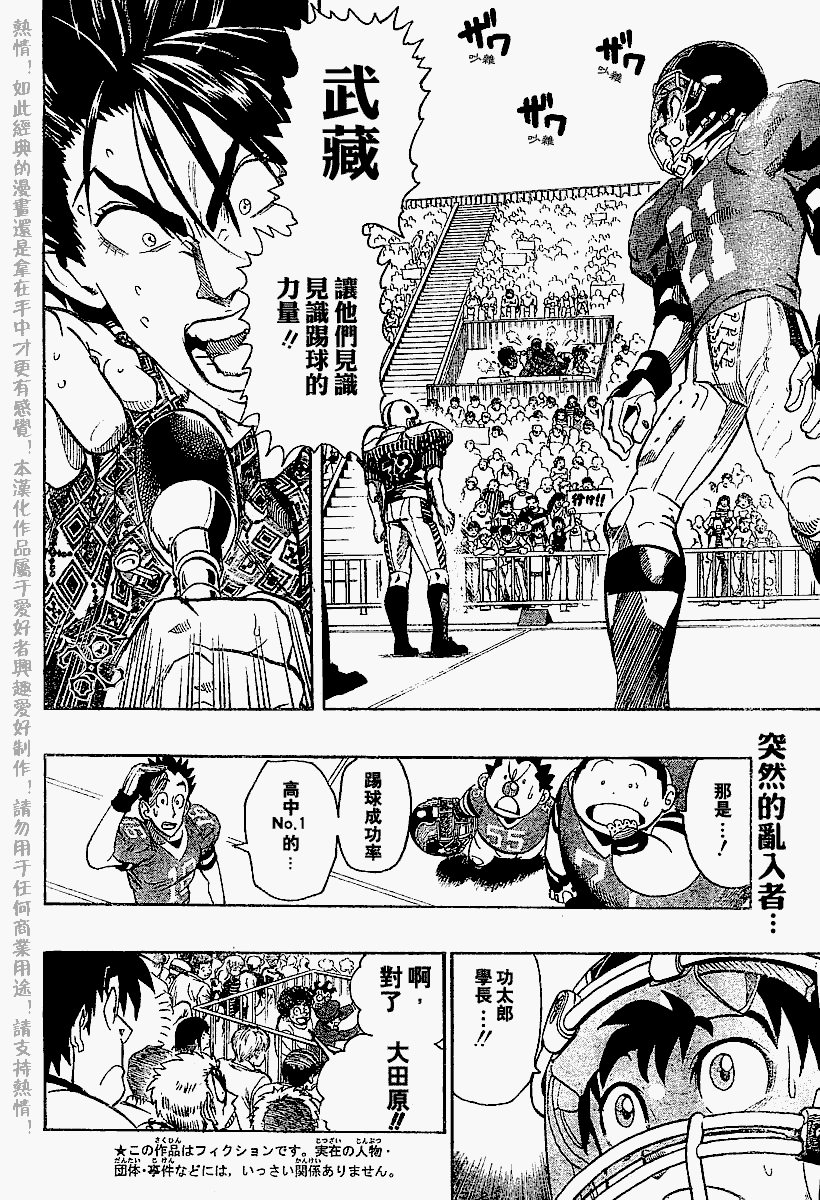 ザワ
吵雜
ザワ
吵雜
ザワ
吵雜
武藏
讓他們見識
見識踢球的
力量!!
突然的亂入者…
那是…!
踢球成功率
高中
No.1
的…
功太郎
學長…!!
啊,
對了 大田原!!
21
12
55
★この作品はフィクションです。実在の人物・
団体・事件などには、いっさい関係ありません。
熱情!如此經典的漫畫還是拿在手中才更有感覺!本漢化作品屬于愛好者興趣愛好制作!請勿用于任何商業用途!請支持熱情!